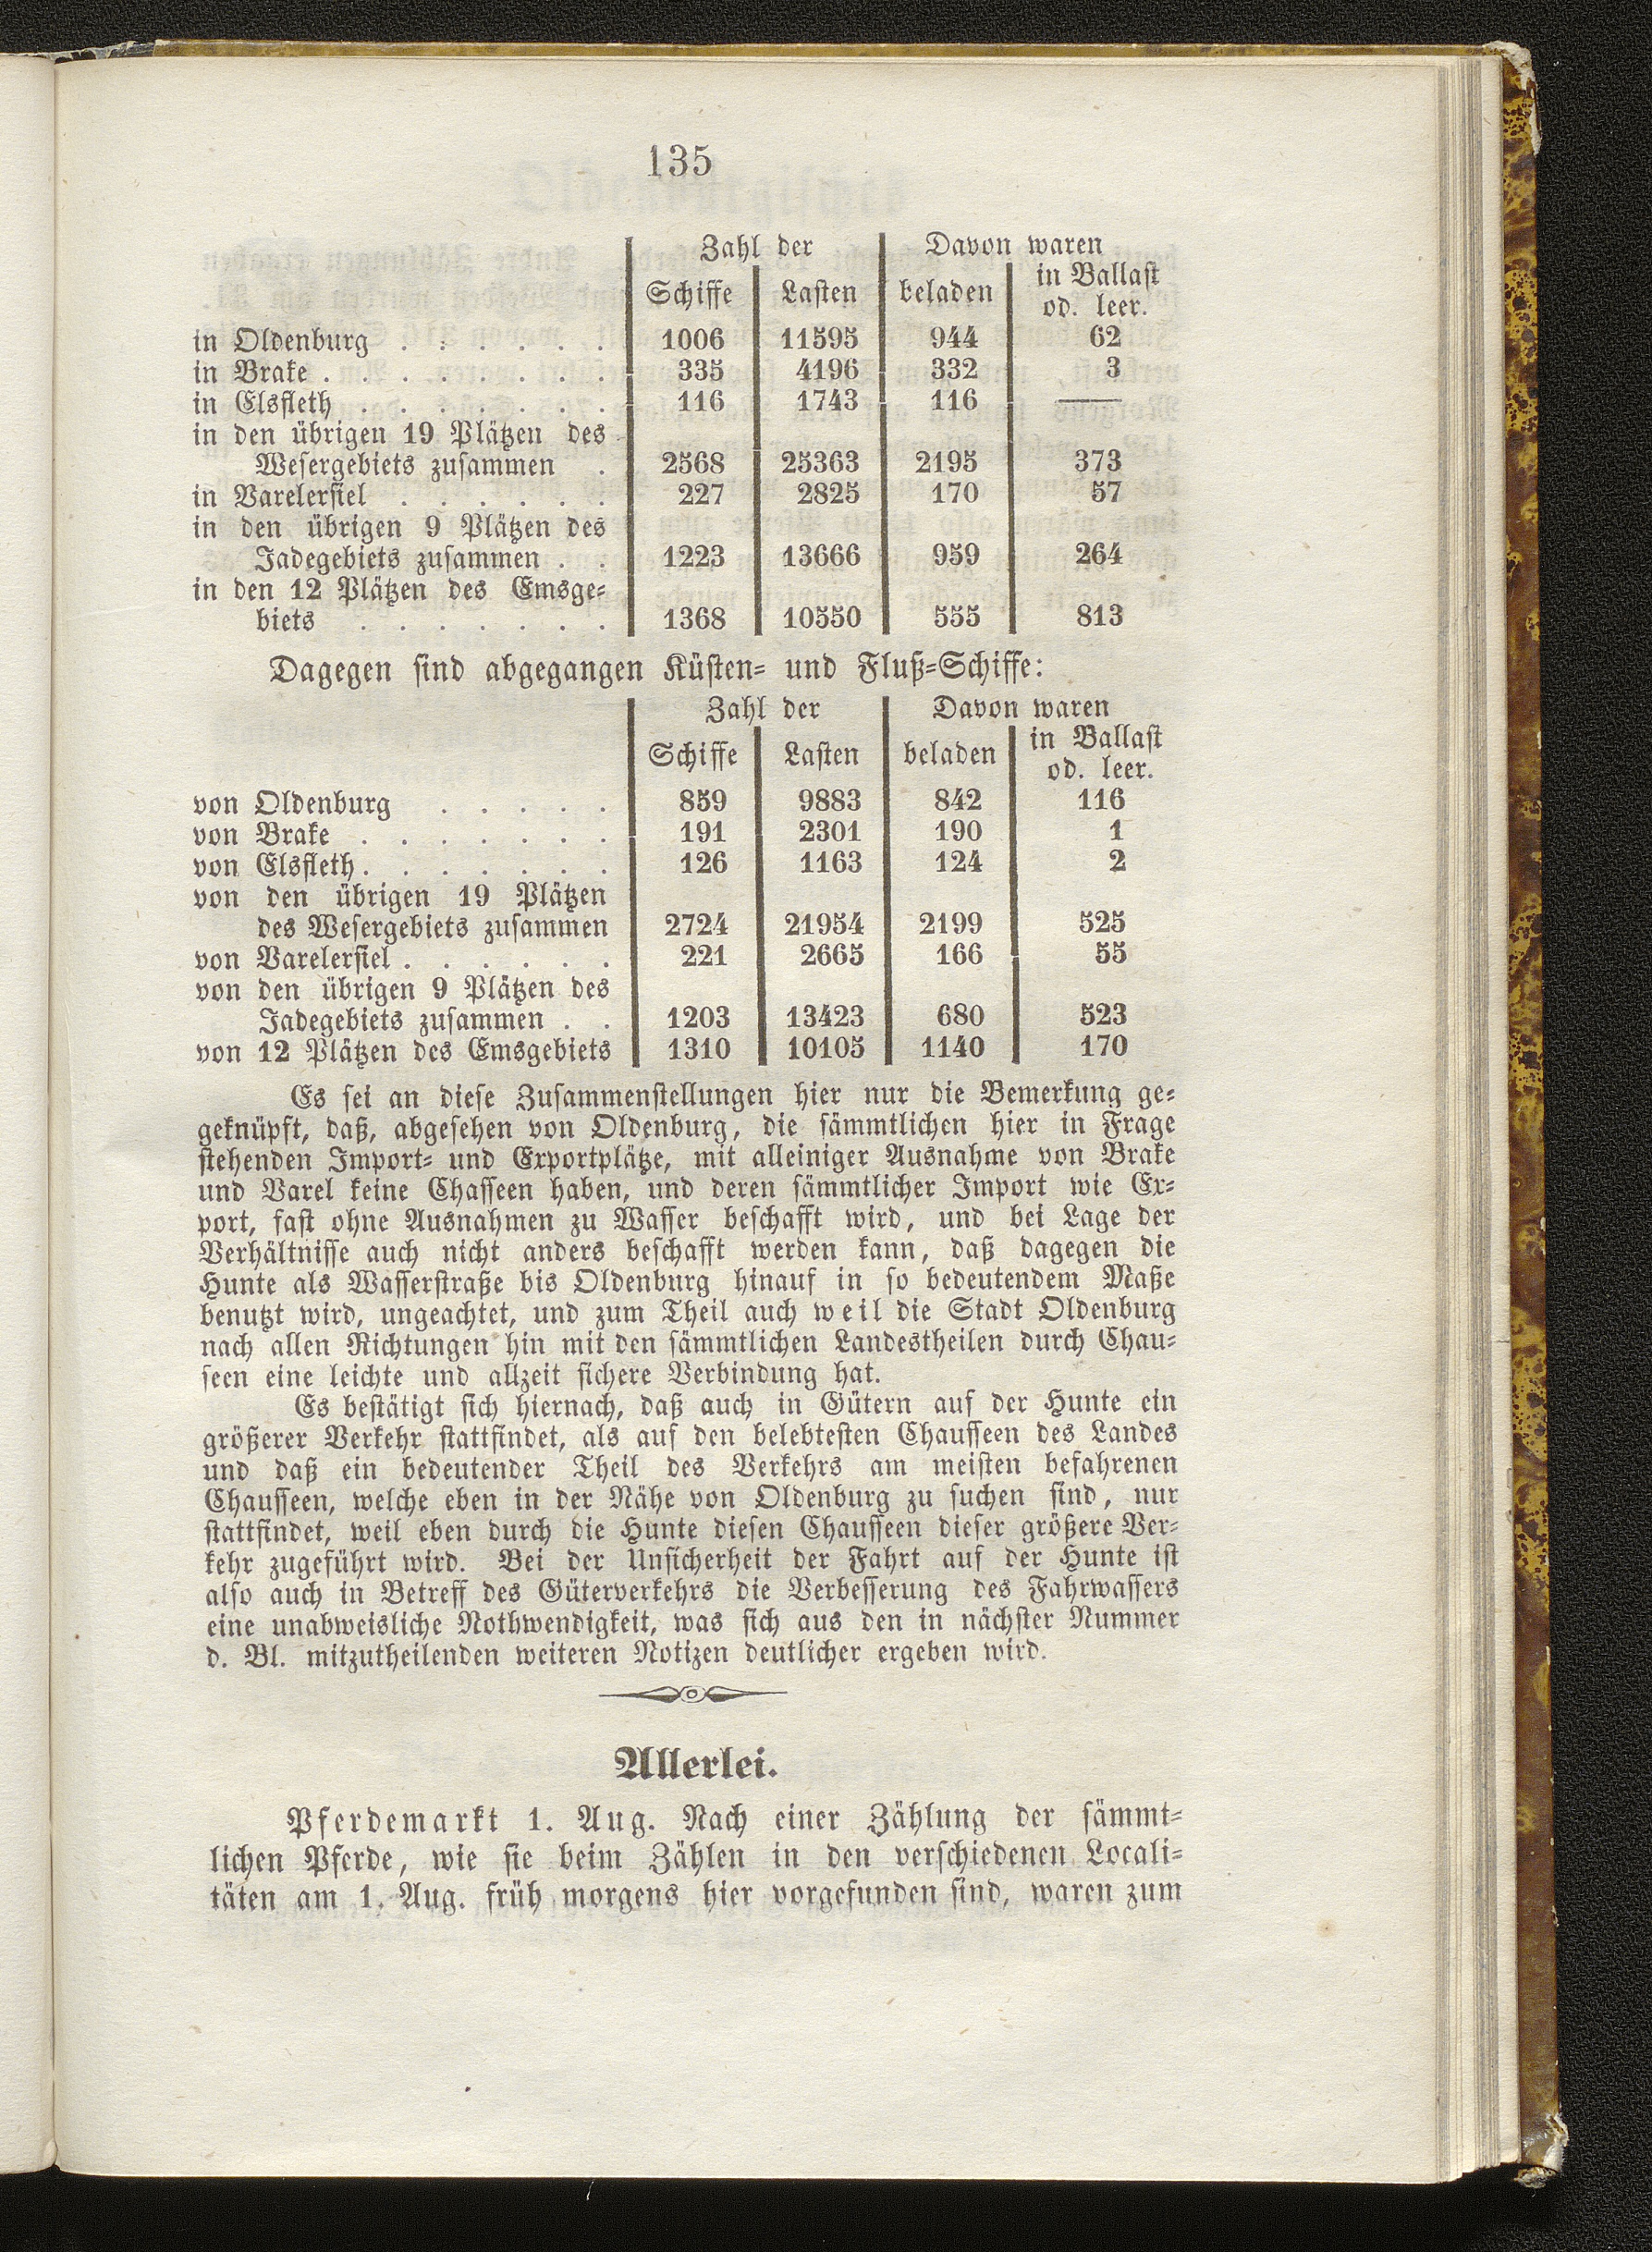 135
Zahl der Davon waren
Schiffe Lasten beladen in Ballast
od. leer.
in Oldenburg . . . . . . 1006 11595 944 62
in Brake . . . . . . . . 335 4196 332 3
in Elsfleth . . . . . . . 116 1743 116 —
in den übrigen 19 Plätzen des
Wesergebiets zusammen . 2568 25363 2195 373
in Varelersiel . . . . . . 227 2825 170 57
in den übrigen 9 Plätzen des
Jadegebiets zusammen . . 1223 13666 959 264
in den 12 Plätzen des Emsge-
biets . . . . . . . 1368 10550 555 813
Dagegen sind abgegangen Küsten- und Fluß-Schiffe:
Zahl der Davon waren
Schiffe Lasten beladen in Ballast
od. leer.
von Oldenburg . . . . . 859 9883 842 116
von Brake . . . . . . . 191 2301 190 1
von Elsfleth . . . . . . . 126 1163 124 2
von den übrigen 19 Plätzen
des Wesergebiets zusammen 2724 21954 2199 525
von Varelersiel . . . . . . 221 2665 166 55
von den übrigen 9 Plätzen des
Jadegebiets zusammen . . 1203 13423 680 523
von 12 Plätzen des Emsgebiets 1310 10105 1140 170
Es sei an diese Zusammenstellungen hier nur die Bemerkung ge-
geknüpft, daß, abgesehen von Oldenburg, die sämmtlichen hier in Frage
stehenden Import- und Exportplätze, mit alleiniger Ausnahme von Brake
und Varel keine Chasseen haben, und deren sämmtlicher Import wie Ex-
port, fast ohne Ausnahmen zu Wasser beschafft wird, und bei Lage der
Verhältnisse auch nicht anders beschafft werden kann, daß dagegen die
Hunte als Wasserstraße bis Oldenburg hinauf in so bedeutendem Maße
benutzt wird, ungeachtet, und zum Theil auch weil die Stadt Oldenburg
nach allen Richtungen hin mit den sämmtlichen Landestheilen durch Chau-
seen eine leichte und allzeit sichere Verbindung hat.
Es bestätigt sich hiernach, daß auch in Gütern auf der Hunte ein
größerer Verkehr stattfindet, als auf den belebtesten Chausseen des Landes
und daß ein bedeutender Theil des Verkehrs am meisten befahrenen
Chausseen, welche eben in der Nähe von Oldenburg zu suchen sind, nur
stattfindet, weil eben durch die Hunte diesen Chausseen dieser größere Ver-
kehr zugeführt wird. Bei der Unsicherheit der Fahrt auf der Hunte ist
also auch in Betreff des Güterverkehrs die Verbesserung des Fahrwassers
eine unabweisliche Nothwendigkeit, was sich aus den in nächster Nummer
d. Bl. mitzutheilenden weiteren Notizen deutlicher ergeben wird.
Allerlei.
Pferdemarkt 1. Aug. Nach einer Zählung der sämmt-
lichen Pferde, wie sie beim Zählen in den verschiedenen Locali-
täten am 1. Aug. früh morgens hier vorgefunden sind, waren zum